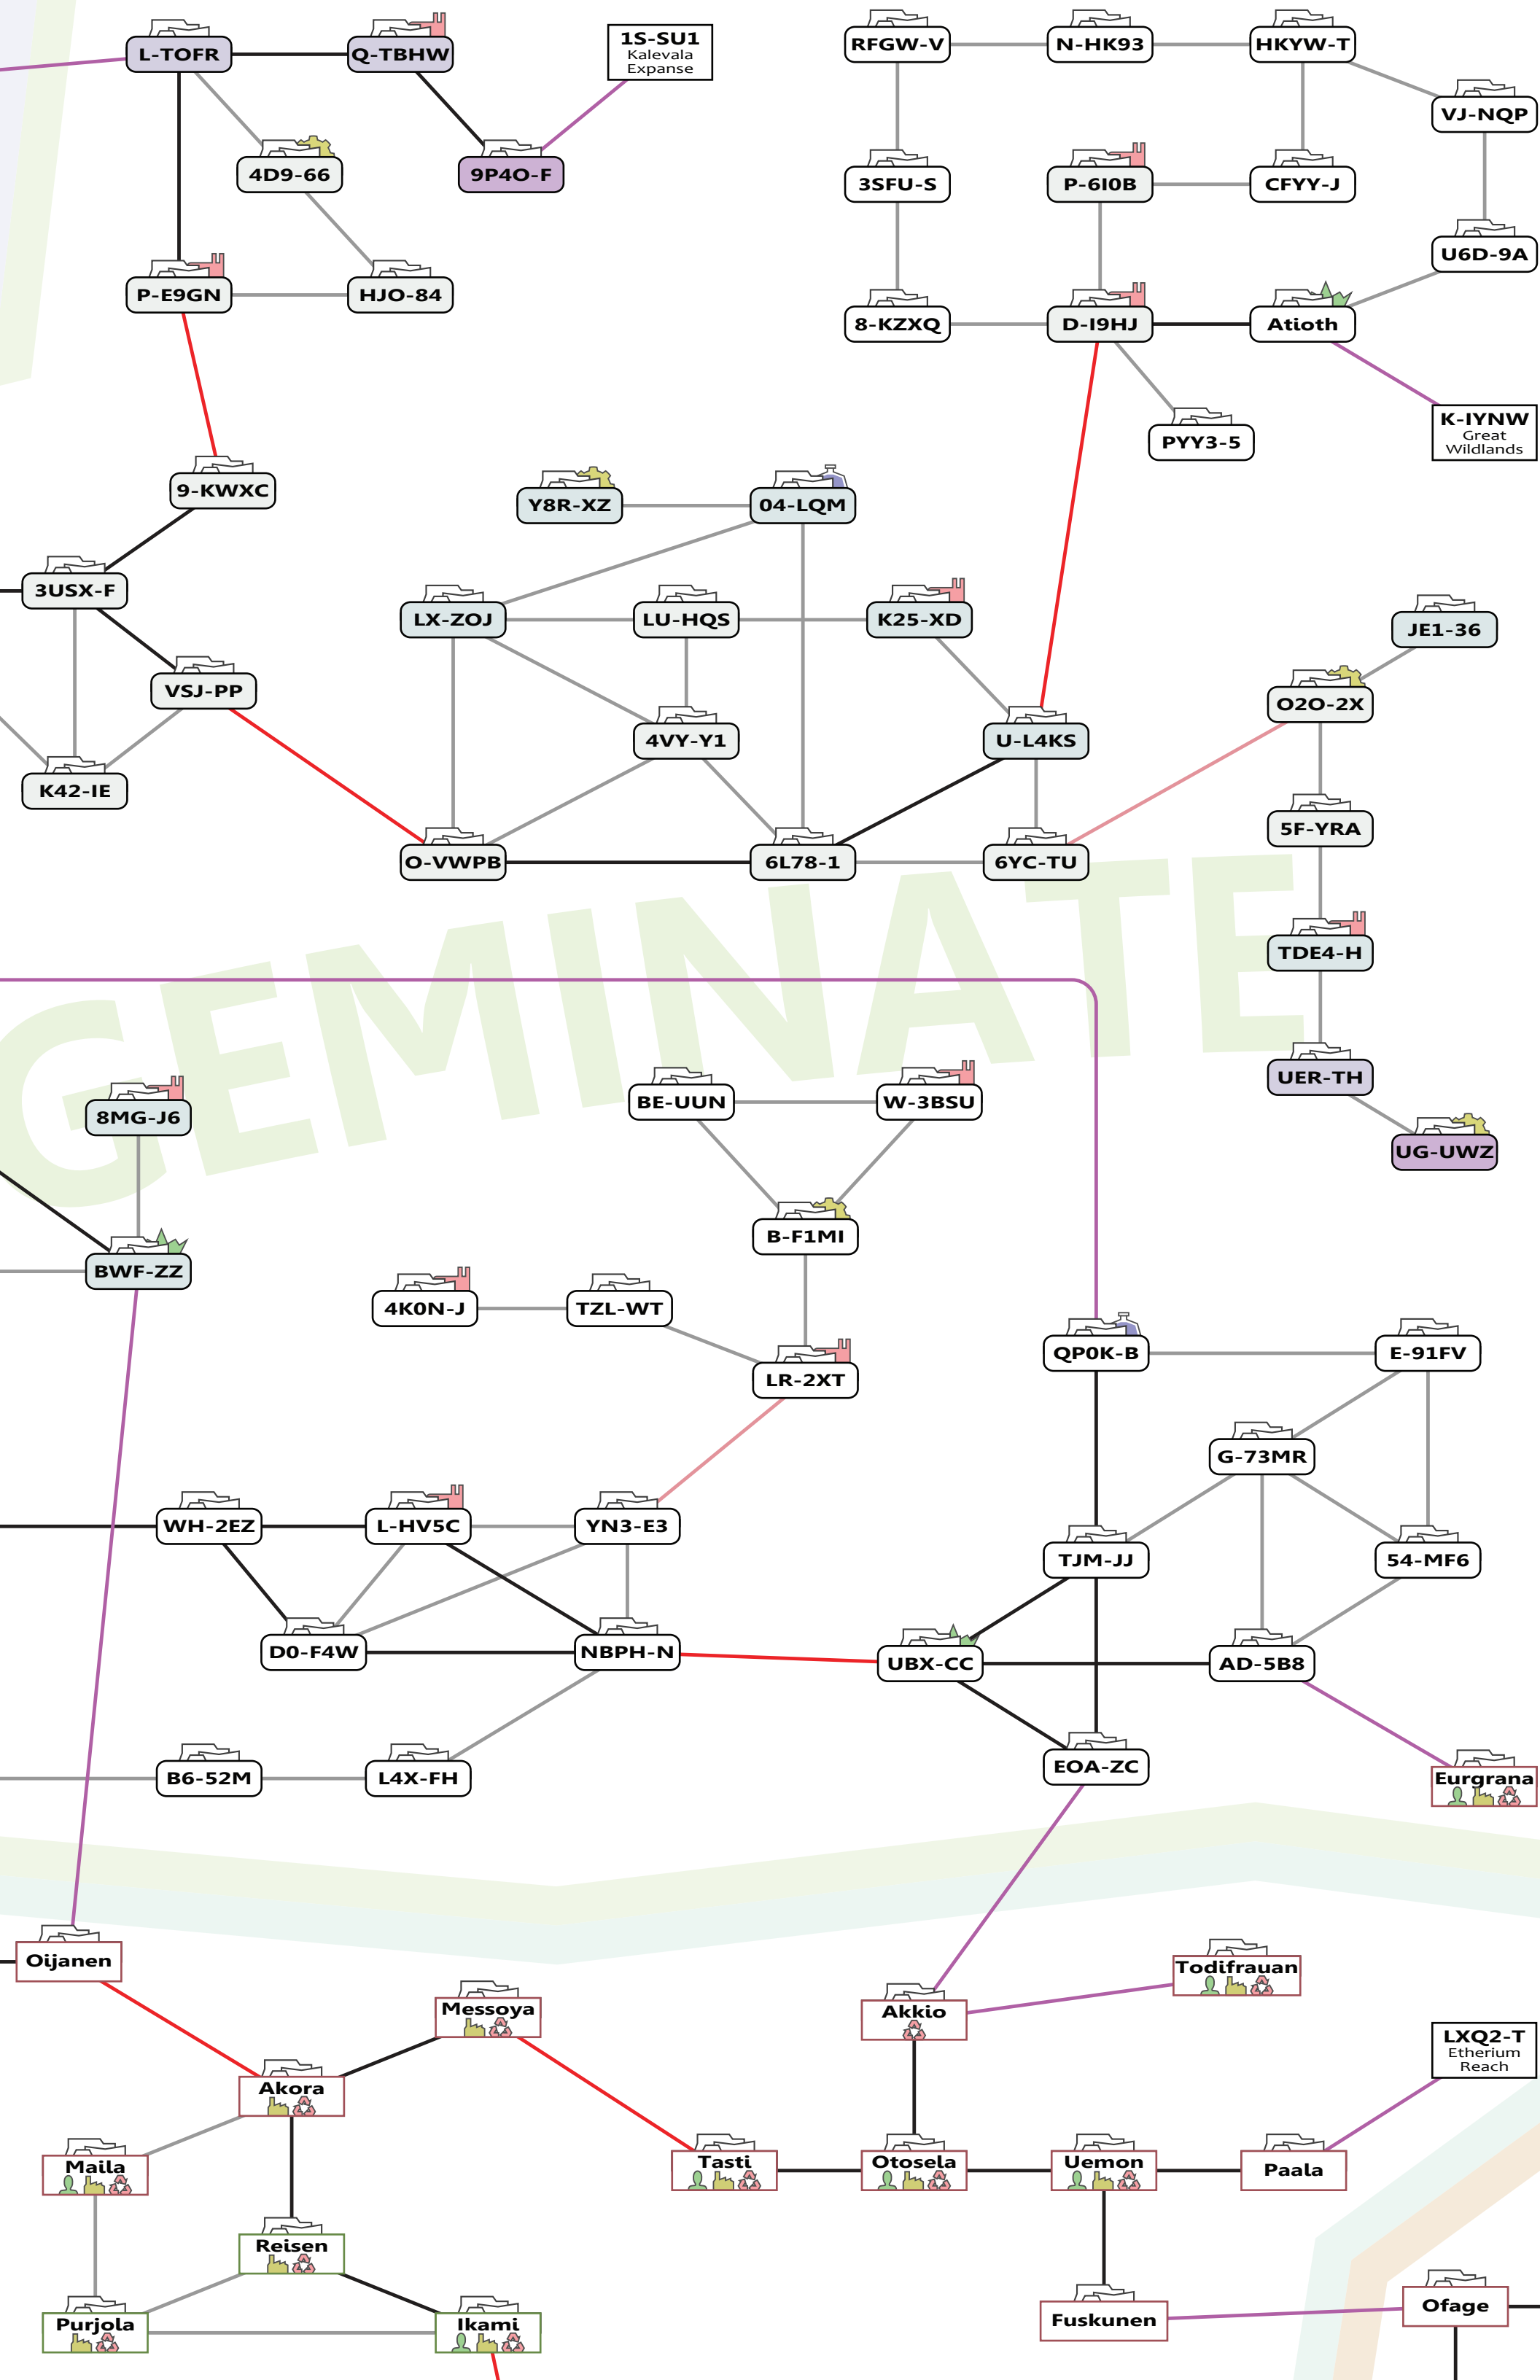 L-TOFR
Q-TBHW
1S-SU1
Kalevala
Expanse
RFGW-V
N-HK93
HKYW-T
VJ-NQP
4D9-66
9P4O-F
3SFU-S
P-6I0B
CFYY-J
U6D-9A
P-E9GN
HJO-84
8-KZXQ
D-I9HJ
Atioth
PYY3-5
K-IYNW
Great
Wildlands
9-KWXC
Y8R-XZ
04-LQM
3USX-F
LX-ZOJ
LU-HQS
K25-XD
JE1-36
VSJ-PP
O2O-2X
4VY-Y1
U-L4KS
K42-IE
5F-YRA
O-VWPB
6L78-1
6YC-TU
GEMINATE
TDE4-H
UER-TH
8MG-J6
BE-UUN
W-3BSU
UG-UWZ
B-F1MI
BWF-ZZ
4K0N-J
TZL-WT
QP0K-B
E-91FV
LR-2XT
G-73MR
WH-2EZ
L-HV5C
YN3-E3
TJM-JJ
54-MF6
D0-F4W
NBPH-N
UBX-CC
AD-5B8
EOA-ZC
B6-52M
L4X-FH
Eurgrana
Oijanen
Todifrauan
Messoya
Akkio
LXQ2-T
Etherium
Reach
Akora
Maila
Tasti
Otosela
Uemon
Paala
Reisen
Purjola
Ikami
Fuskunen
Ofage